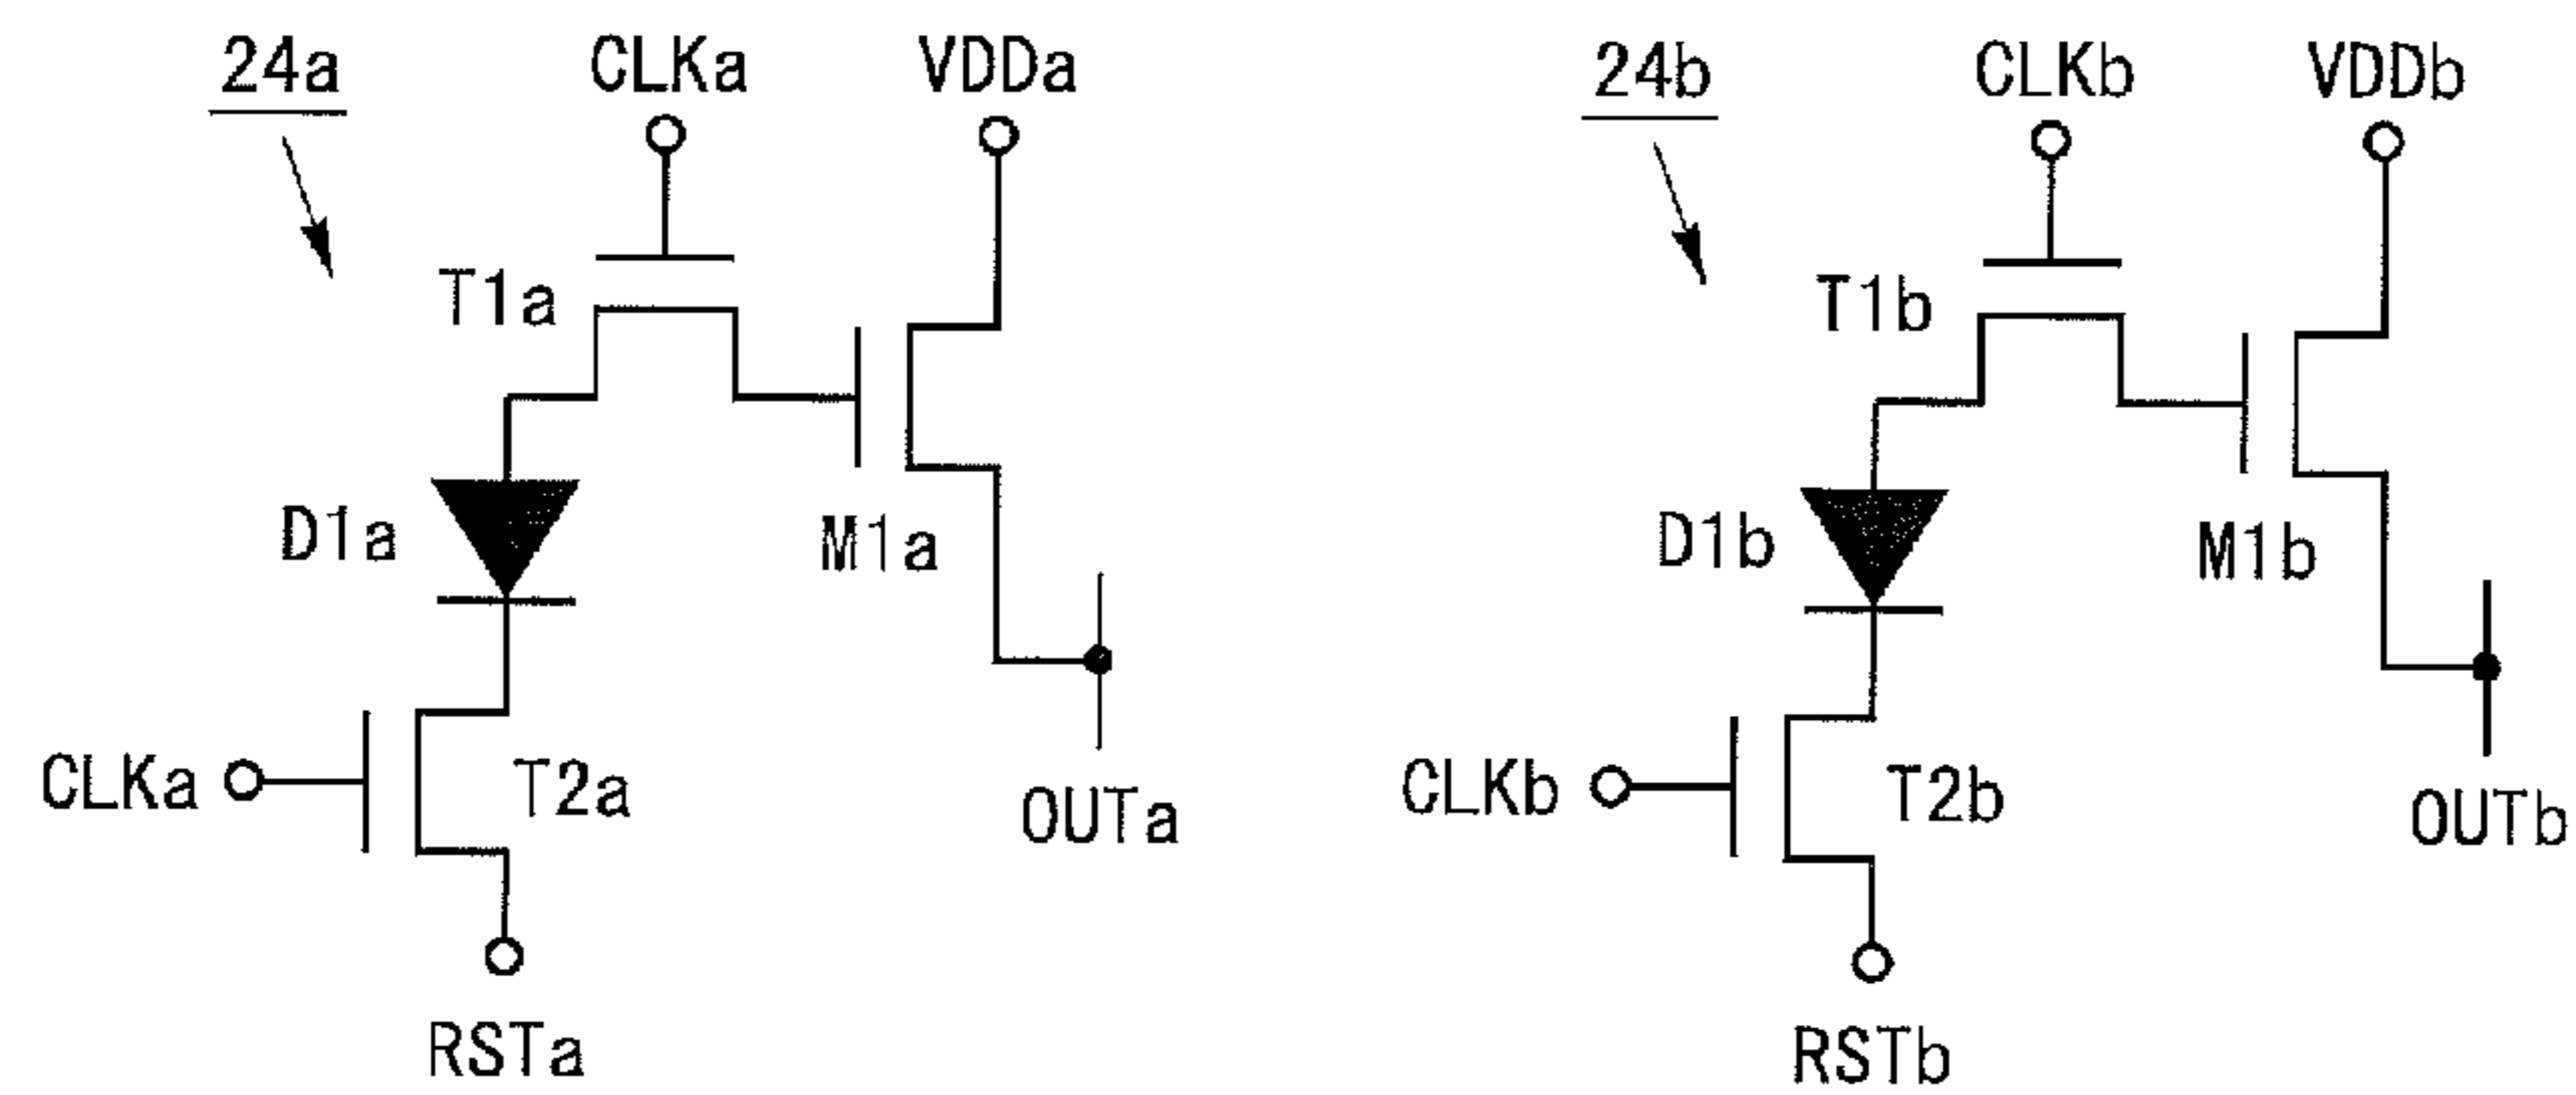 24a
CLKa
VDDa
T1a
D1a
M1a
CLKa
T2a
OUTa
RSTa
24b
CLKb
VDDb
T1b
D1b
M1b
CLKb
T2b
OUTb
RSTb